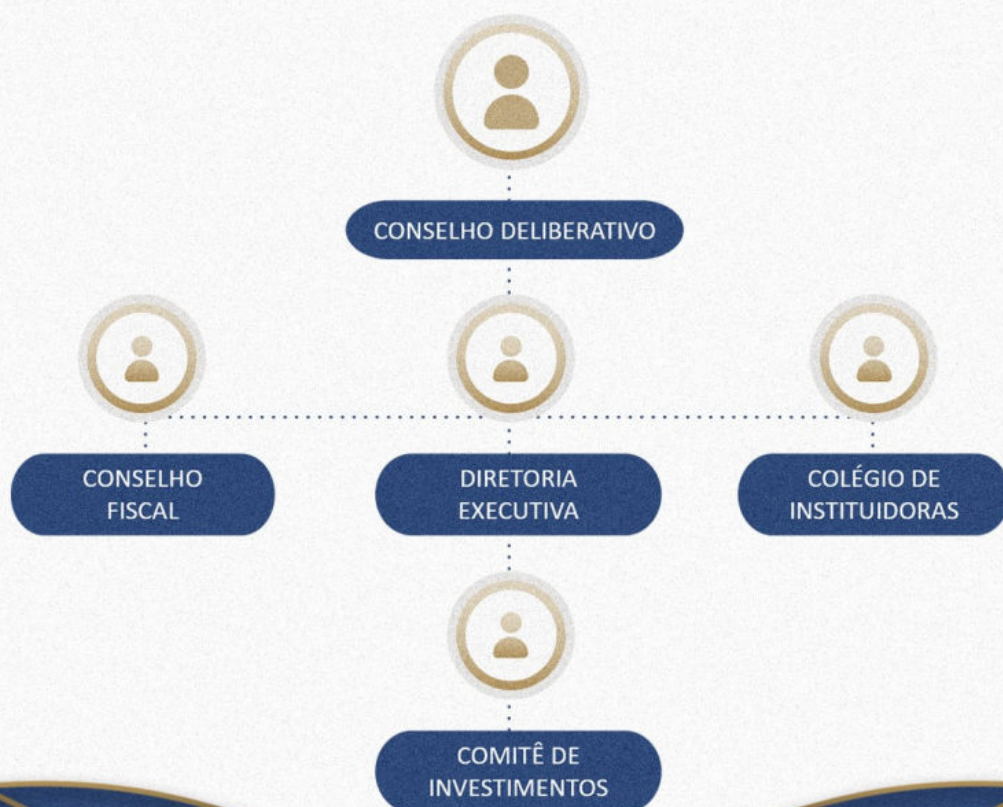 CONSELHO DELIBERATIVO
CONSELHO
FISCAL
DIRETORIA
EXECUTIVA
COLÉGIO DE
INSTITUIDORAS
COMITÊ DE
INVESTIMENTOS